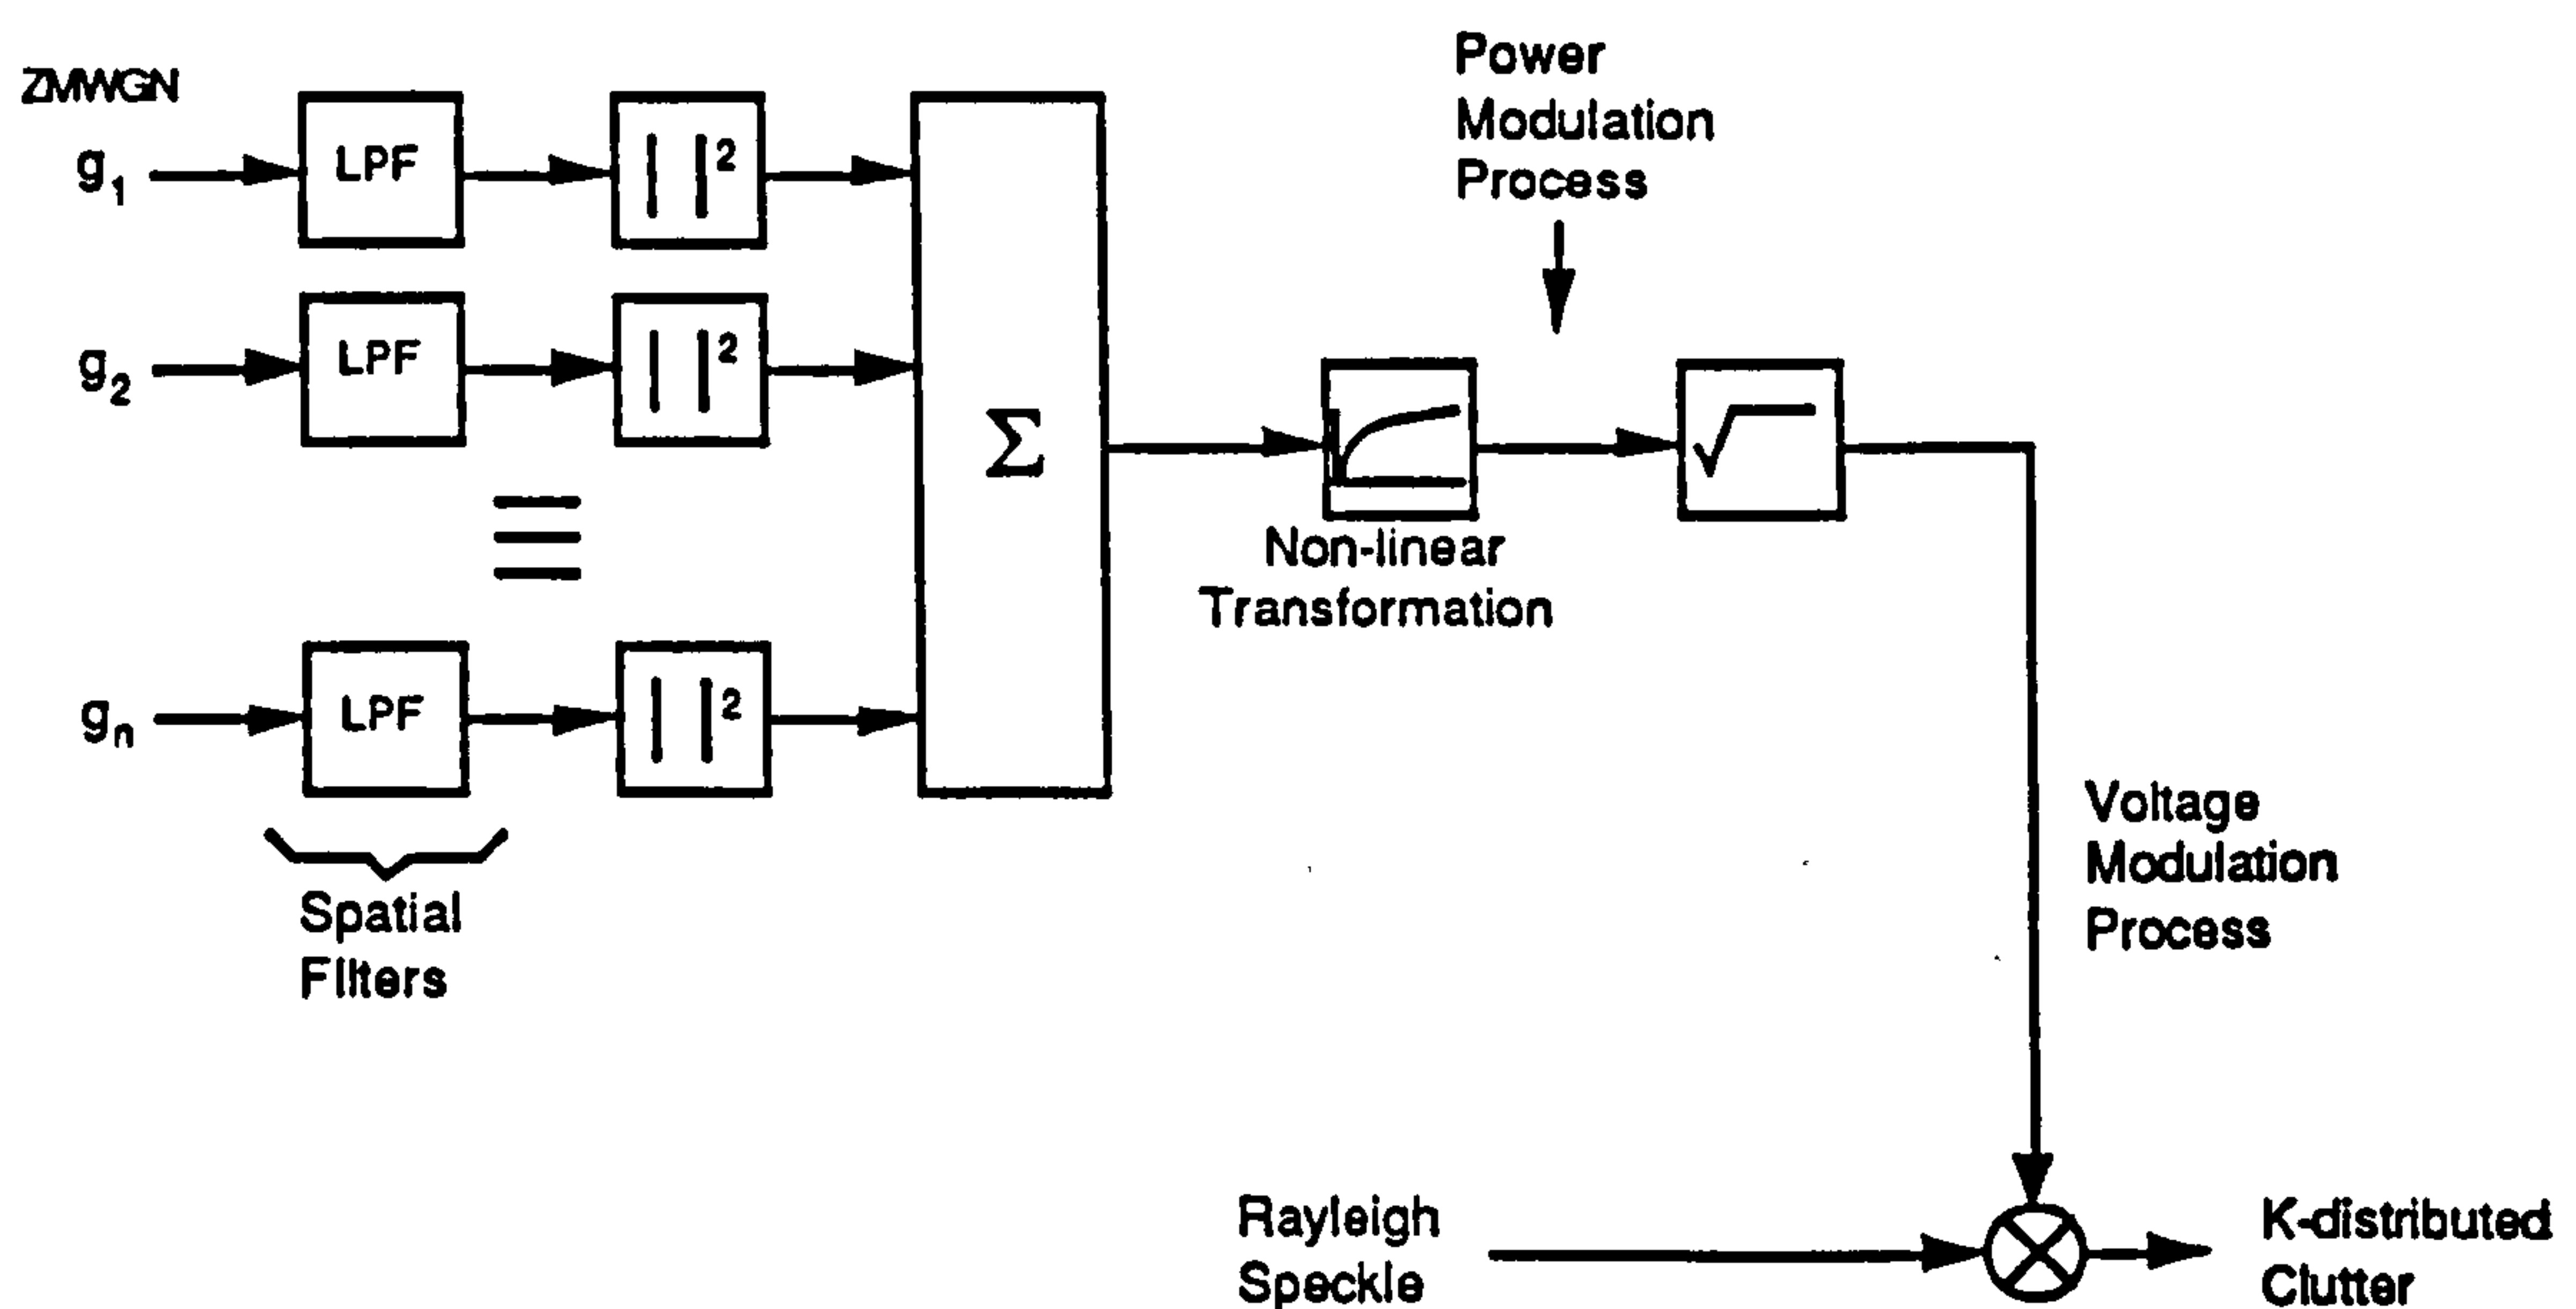 ZMWGN
g1
LPF
| |2
g2
LPF
| |2
gn
LPF
| |2
Spatial
Filters
Σ
Non-linear
Transformation
Power
Modulation
Process
√
Voltage
Modulation
Process
Rayleigh
Speckle
K-distributed
Clutter